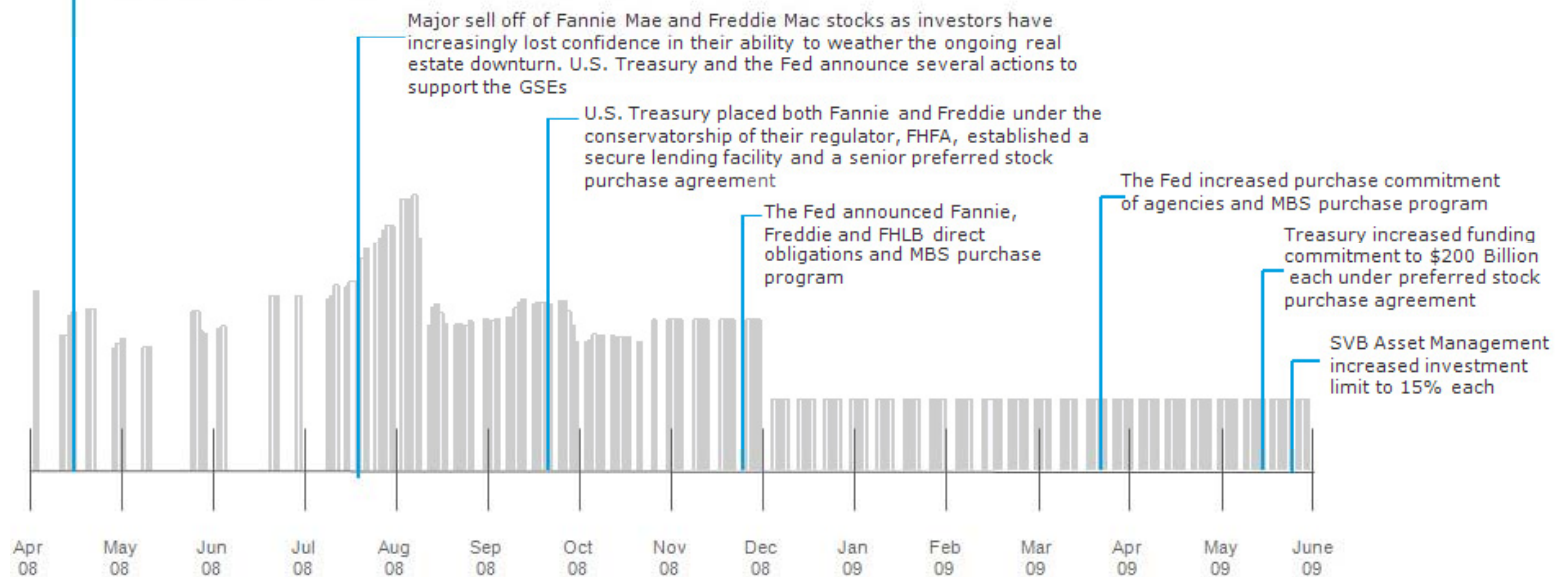 Major sell off of Fannie Mae and Freddie Mac stocks as investors have
increasingly lost confidence in their ability to weather the ongoing real
estate downturn. U.S. Treasury and the Fed announce several actions to
support the GSEs
U.S. Treasury placed both Fannie and Freddie under the
conservatorship of their regulator, FHFA, established a
secure lending facility and a senior preferred stock
purchase agreement
The Fed announced Fannie,
Freddie and FHLB direct
obligations and MBS purchase
program
The Fed increased purchase commitment
of agencies and MBS purchase program
Treasury increased funding
commitment to $200 Billion
each under preferred stock
purchase agreement
SVB Asset Management
increased investment
limit to 15% each
Apr May Jun Jul Aug Sep Oct Nov Dec Jan Feb Mar Apr May June
08 08 08 08 08 08 08 08 08 09 09 09 09 09 09